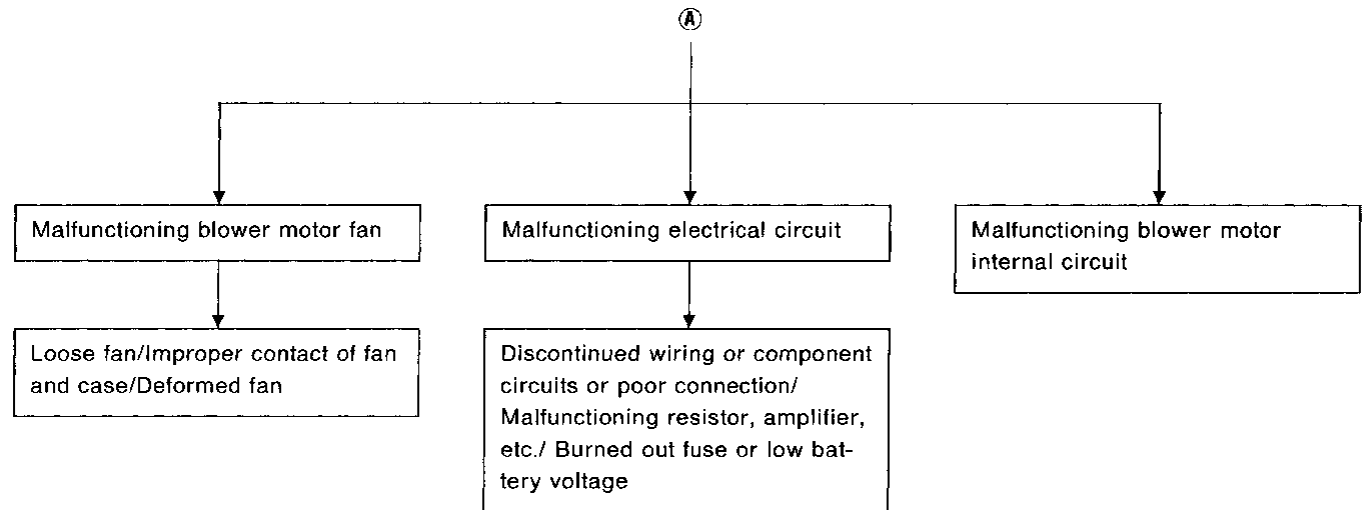 Ⓐ
Malfunctioning blower motor fan
Malfunctioning electrical circuit
Malfunctioning blower motor
internal circuit
Loose fan/Improper contact of fan
and case/Deformed fan
Discontinued wiring or component
circuits or poor connection/
Malfunctioning resistor, amplifier,
etc./ Burned out fuse or low bat-
tery voltage